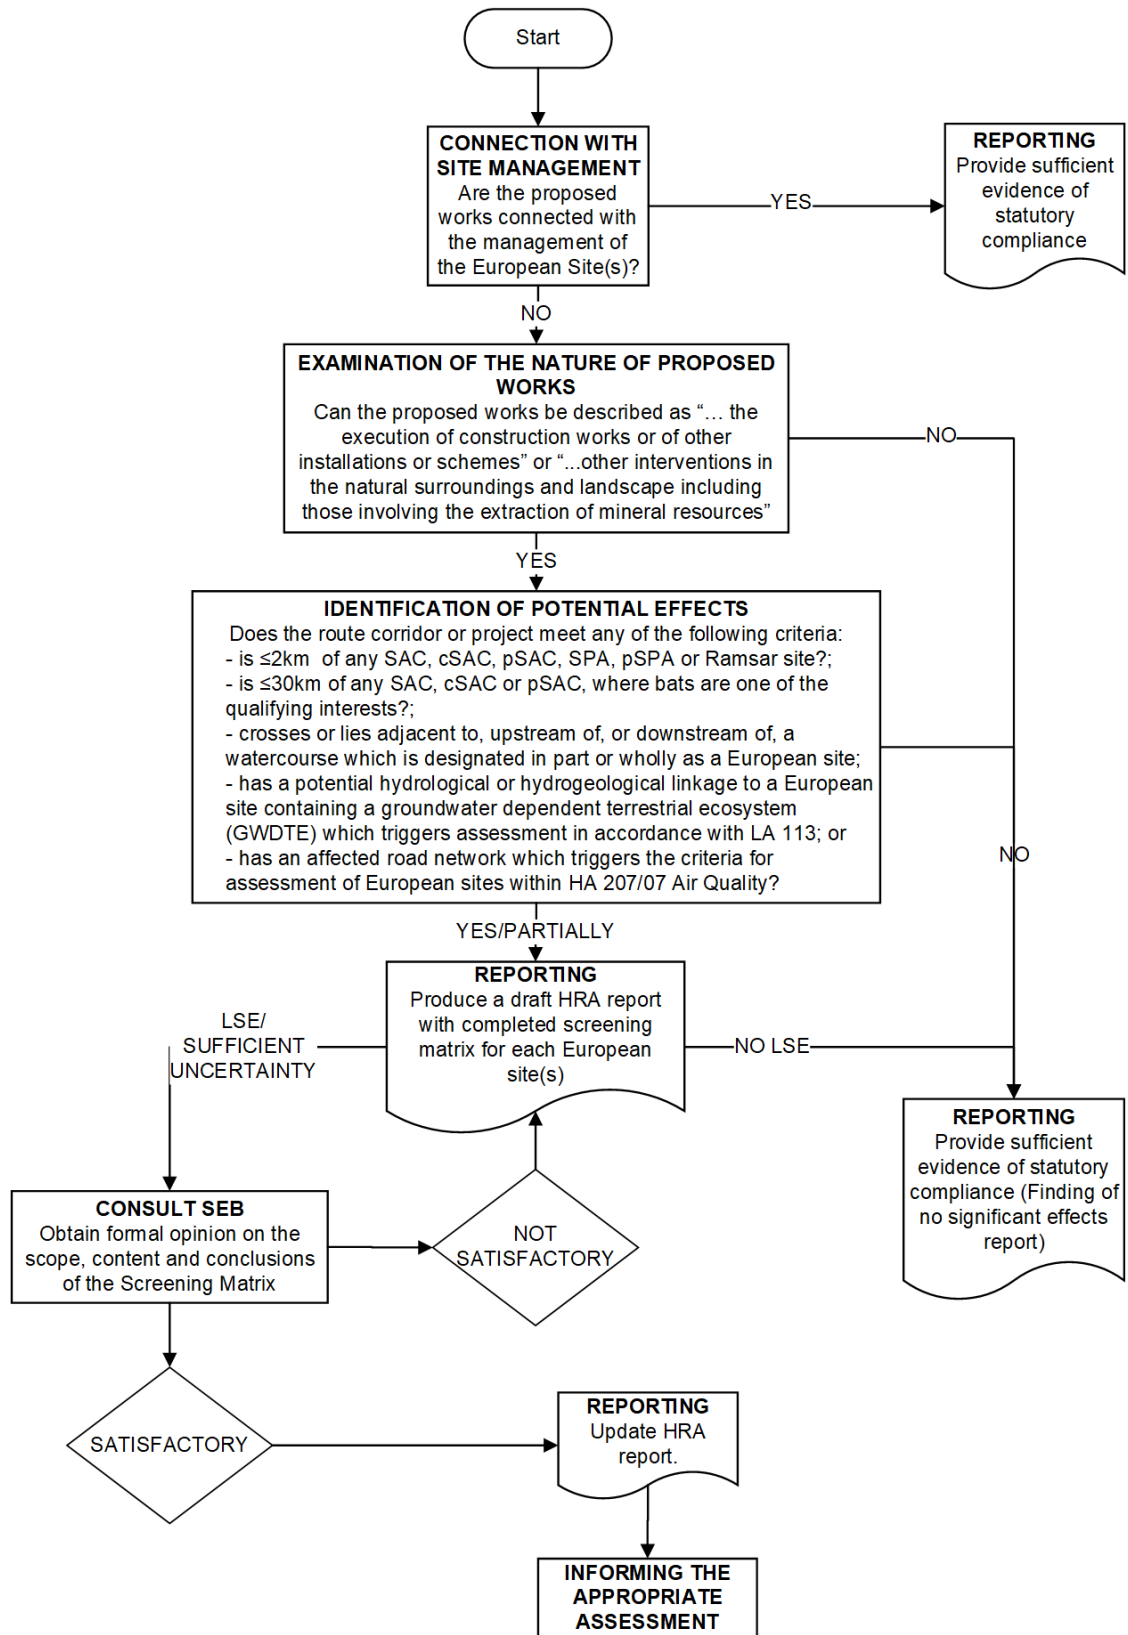 Start
CONNECTION WITH
SITE MANAGEMENT
Are the proposed
works connected with
the management of
the European Site(s)?
YES
REPORTING
Provide sufficient
evidence of
statutory
compliance
NO
EXAMINATION OF THE NATURE OF PROPOSED
WORKS
Can the proposed works be described as “... the
execution of construction works or of other
installations or schemes” or “...other interventions in
the natural surroundings and landscape including
those involving the extraction of mineral resources”
NO
YES
IDENTIFICATION OF POTENTIAL EFFECTS
Does the route corridor or project meet any of the following criteria:
- is ≤2km of any SAC, cSAC, pSAC, SPA, pSPA or Ramsar site?;
- is ≤30km of any SAC, cSAC or pSAC, where bats are one of the
qualifying interests?;
- crosses or lies adjacent to, upstream of, or downstream of, a
watercourse which is designated in part or wholly as a European site;
- has a potential hydrological or hydrogeological linkage to a European
site containing a groundwater dependent terrestrial ecosystem
(GWDTE) which triggers assessment in accordance with LA 113; or
- has an affected road network which triggers the criteria for
assessment of European sites within HA 207/07 Air Quality?
NO
YES/PARTIALLY
REPORTING
Produce a draft HRA report
with completed screening
matrix for each European
site(s)
LSE/
SUFFICIENT
UNCERTAINTY
NO LSE
REPORTING
Provide sufficient
evidence of statutory
compliance (Finding of
no significant effects
report)
CONSULT SEB
Obtain formal opinion on the
scope, content and conclusions
of the Screening Matrix
NOT
SATISFACTORY
SATISFACTORY
REPORTING
Update HRA
report.
INFORMING THE
APPROPRIATE
ASSESSMENT